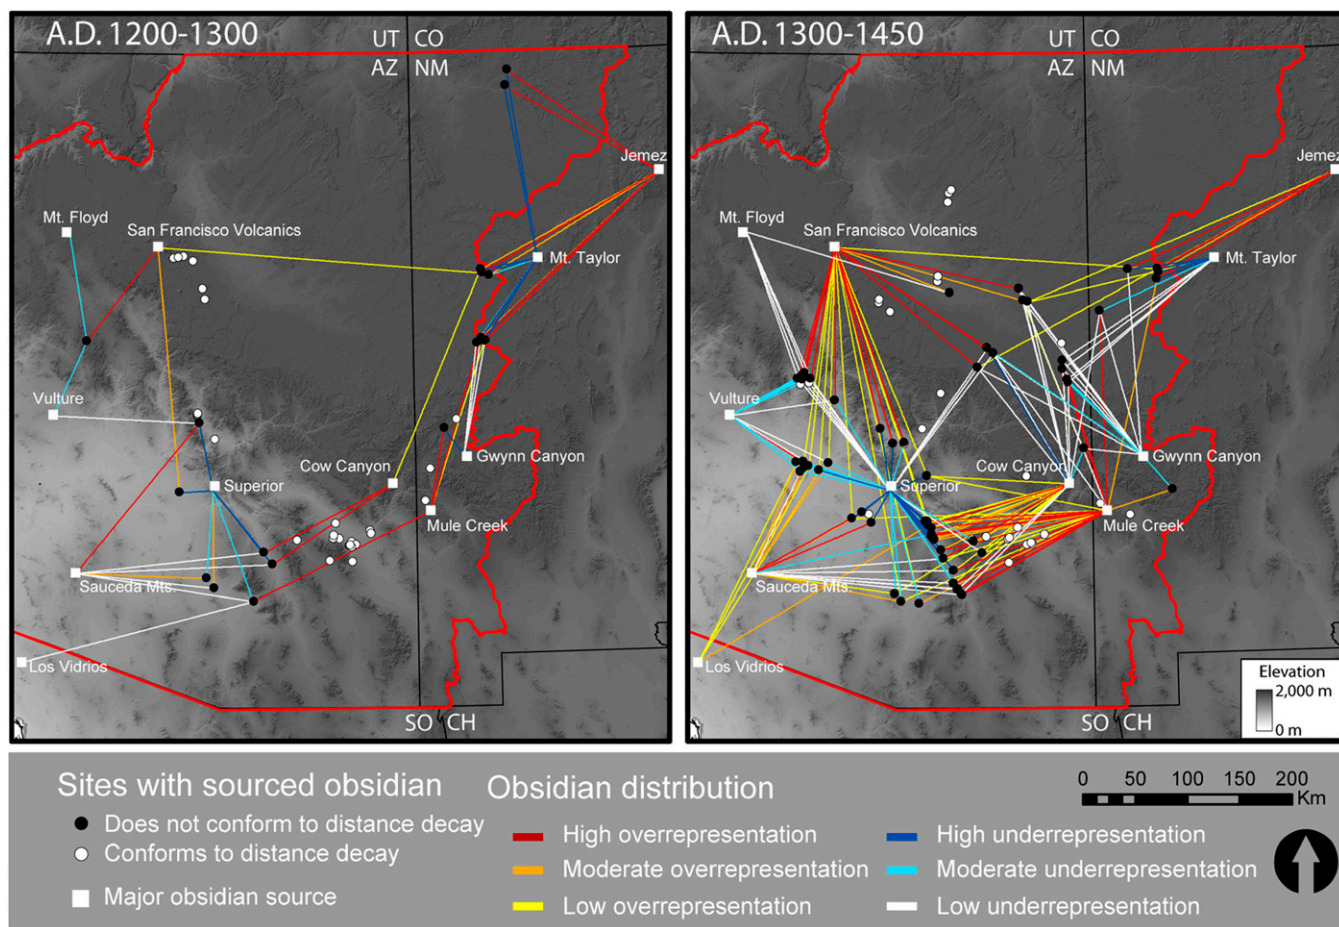 A.D. 1200-1300
UT CO
AZ NM
Jemez
Mt. Floyd
San Francisco Volcanics
Mt. Taylor
Vulture
Cow Canyon
Gwynn Canyon
Superior
Mule Creek
Sauceda Mts.
Los Vidrios
SO CH
A.D. 1300-1450
UT CO
AZ NM
Jemez
Mt. Floyd
San Francisco Volcanics
Mt. Taylor
Vulture
Cow Canyon
Gwynn Canyon
Superior
Mule Creek
Sauceda Mts.
Los Vidrios
SO CH
Elevation
2,000 m
0 m
Sites with sourced obsidian
Does not conform to distance decay
Conforms to distance decay
Major obsidian source
Obsidian distribution
High overrepresentation
Moderate overrepresentation
Low overrepresentation
High underrepresentation
Moderate underrepresentation
Low underrepresentation
0 50 100 150 200
Km